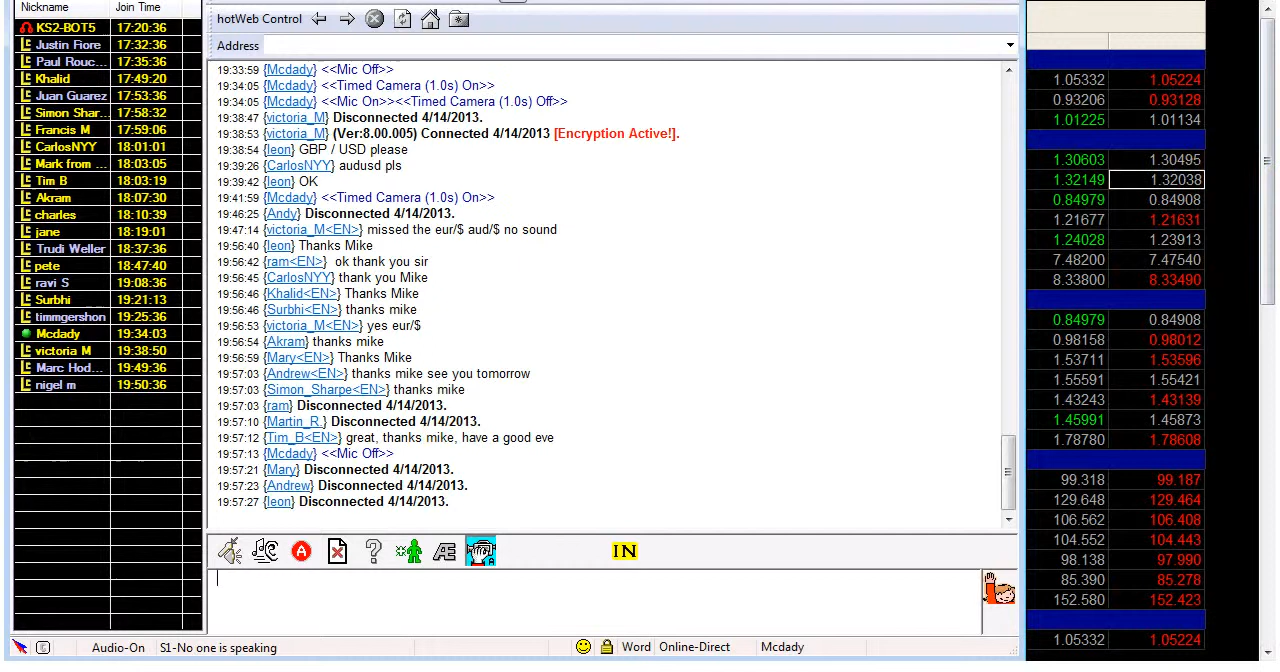 Nickname Join Time
KS2-BOT5 17:20:36
Justin Fiore 17:32:36
Paul Rouc... 17:35:36
Khalid 17:49:20
Juan Guarez 17:53:36
Simon Shar... 17:58:32
Francis M 17:59:06
CarlosNYY 18:01:01
Mark from ... 18:03:05
Tim B 18:03:19
Akram 18:07:30
charles 18:10:39
jane 18:19:01
Trudi Weller 18:37:36
pete 18:47:40
ravi S 19:08:36
Surbhi 19:21:13
timmgershon 19:25:36
Mcdady 19:34:03
victoria M 19:38:50
Marc Hod... 19:49:36
nigel m 19:50:36
hotWeb Control
Address
19:33:59 {Mcdady} <<Mic Off>>
19:34:05 {Mcdady} <<Timed Camera (1.0s) On>>
19:34:05 {Mcdady} <<Mic On>><<Timed Camera (1.0s) Off>>
19:38:47 {victoria_M} Disconnected 4/14/2013.
19:38:53 {victoria_M} (Ver:8.00.005) Connected 4/14/2013 [Encryption Active!].
19:38:54 {leon} GBP / USD please
19:39:26 {CarlosNYY} audusd pls
19:39:42 {leon} OK
19:41:59 {Mcdady} <<Timed Camera (1.0s) On>>
19:46:25 {Andy} Disconnected 4/14/2013.
19:47:14 {victoria_M<EN>} missed the eur/$ aud/$ no sound
19:56:40 {leon} Thanks Mike
19:56:42 {ram<EN>} ok thank you sir
19:56:45 {CarlosNYY} thank you Mike
19:56:46 {Khalid<EN>} Thanks Mike
19:56:46 {Surbhi<EN>} thanks mike
19:56:53 {victoria_M<EN>} yes eur/$
19:56:54 {Akram} thanks mike
19:56:59 {Mary<EN>} Thanks Mike
19:57:03 {Andrew<EN>} thanks mike see you tomorrow
19:57:03 {Simon_Sharpe<EN>} thanks mike
19:57:03 {ram} Disconnected 4/14/2013.
19:57:10 {Martin_R.} Disconnected 4/14/2013.
19:57:12 {Tim_B<EN>} great, thanks mike, have a good eve
19:57:13 {Mcdady} <<Mic Off>>
19:57:21 {Mary} Disconnected 4/14/2013.
19:57:23 {Andrew} Disconnected 4/14/2013.
19:57:27 {leon} Disconnected 4/14/2013.
A ? Æ IN
Audio-On S1-No one is speaking Word Online-Direct Mcdady
1.05332 1.05224
0.93206 0.93128
1.01225 1.01134
1.30603 1.30495
1.32149 1.32038
0.84979 0.84908
1.21677 1.21631
1.24028 1.23913
7.48200 7.47540
8.33800 8.33490
0.84979 0.84908
0.98158 0.98012
1.53711 1.53596
1.55591 1.55421
1.43243 1.43139
1.45991 1.45873
1.78780 1.78608
99.318 99.187
129.648 129.464
106.562 106.408
104.552 104.443
98.138 97.990
85.390 85.278
152.580 152.423
1.05332 1.05224